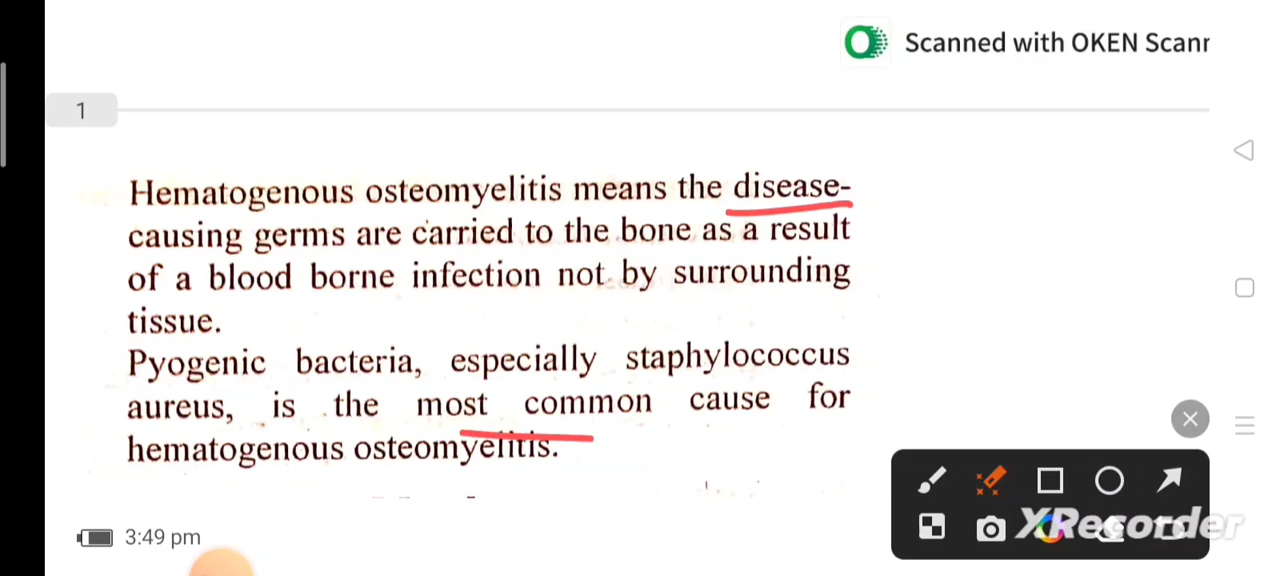 Scanned with OKEN Scanr
1
Hematogenous osteomyelitis means the disease-
causing germs are carried to the bone as a result
of a blood borne infection not by surrounding
tissue.
Pyogenic bacteria, especially staphylococcus
aureus, is the most common cause for
hematogenous osteomyelitis.
XRecorder
3:49 pm